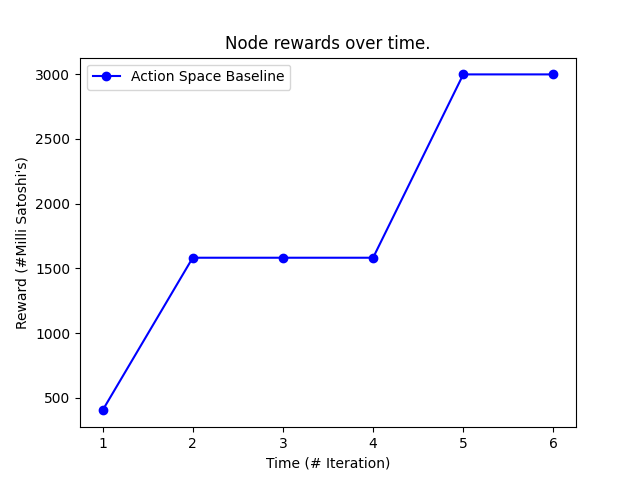 Node rewards over time.
Action Space Baseline
3000
2500
2000
1500
1000
500
Reward (#Milli Satoshi's)
1 2 3 4 5 6
Time (# Iteration)